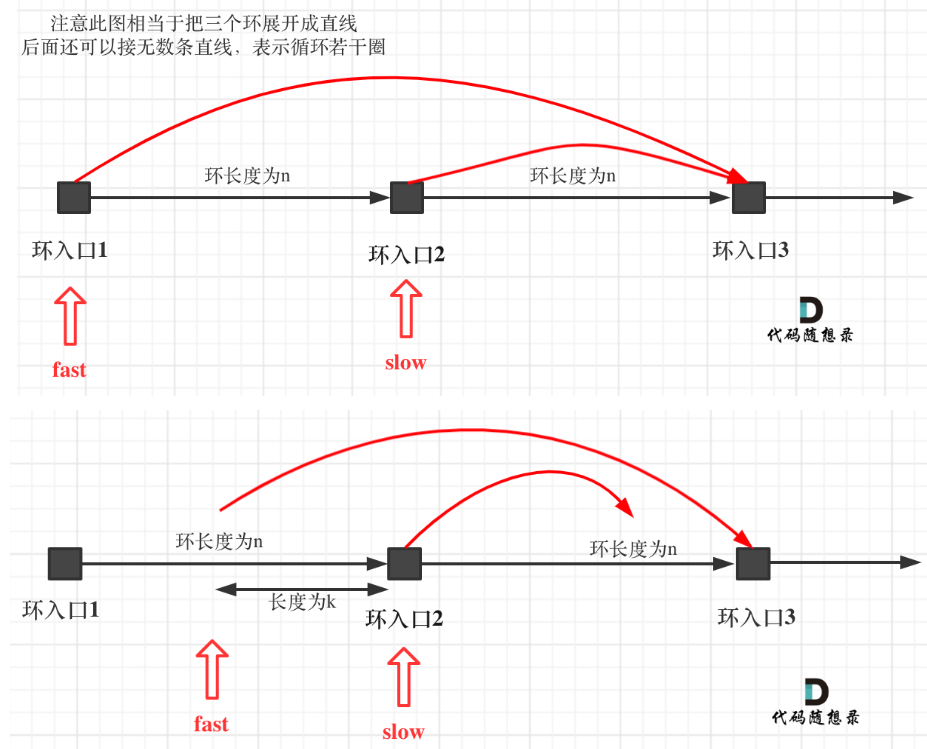 注意此图相当于把三个环展开成直线
后面还可以接无数条直线，表示循环若干圈
环长度为n
环长度为n
环入口1
环入口2
环入口3
fast
slow
D
代码随想录
环长度为n
环长度为n
长度为k
环入口1
环入口2
环入口3
fast
slow
D
代码随想录